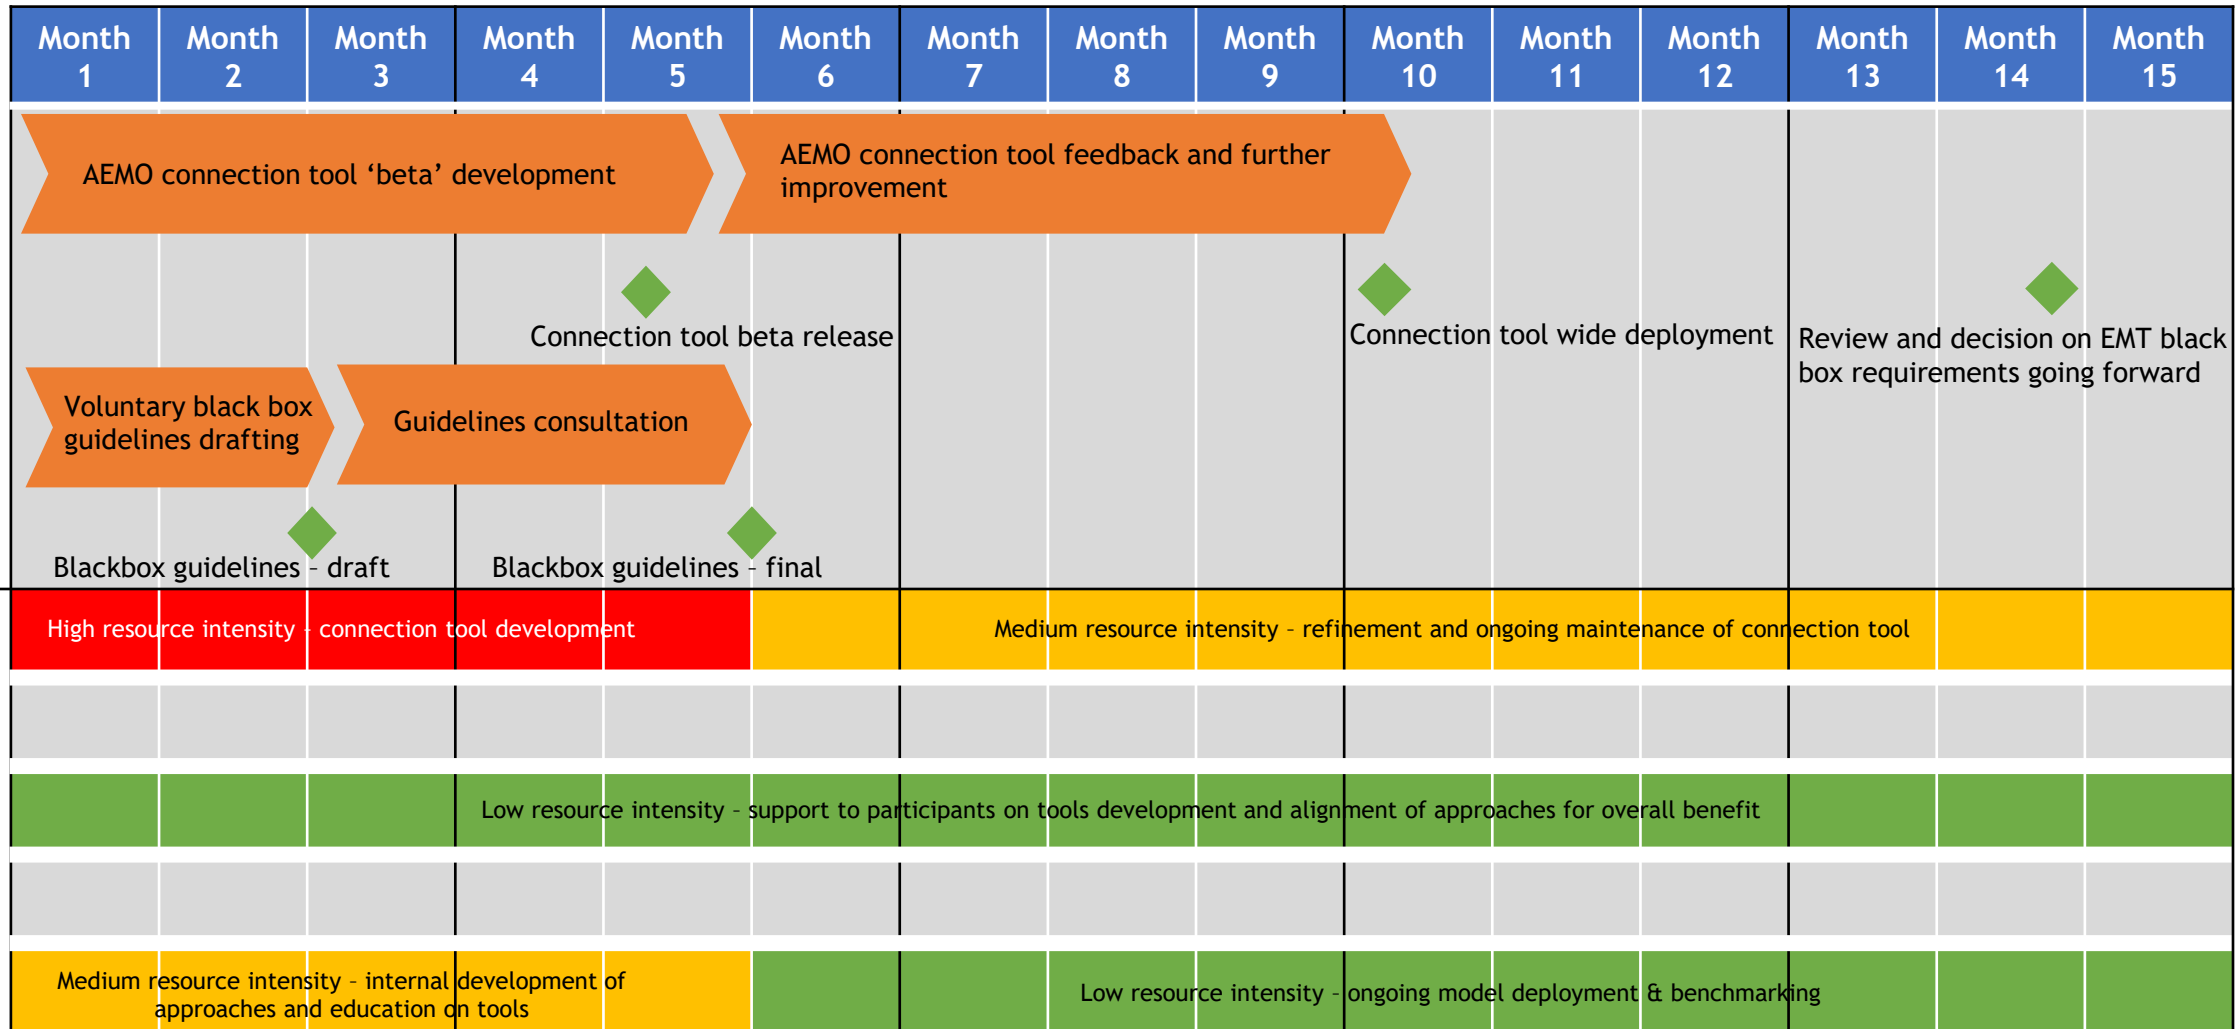 Month 1
Month 2
Month 3
Month 4
Month 5
Month 6
Month 7
Month 8
Month 9
Month 10
Month 11
Month 12
Month 13
Month 14
Month 15
AEMO connection tool ‘beta’ development
AEMO connection tool feedback and further
improvement
Connection tool beta release
Connection tool wide deployment
Review and decision on EMT black
box requirements going forward
Voluntary black box
guidelines drafting
Guidelines consultation
Blackbox guidelines – draft
Blackbox guidelines – final
High resource intensity – connection tool development
Medium resource intensity – refinement and ongoing maintenance of connection tool
Low resource intensity – support to participants on tools development and alignment of approaches for overall benefit
Medium resource intensity – internal development of
approaches and education on tools
Low resource intensity – ongoing model deployment & benchmarking